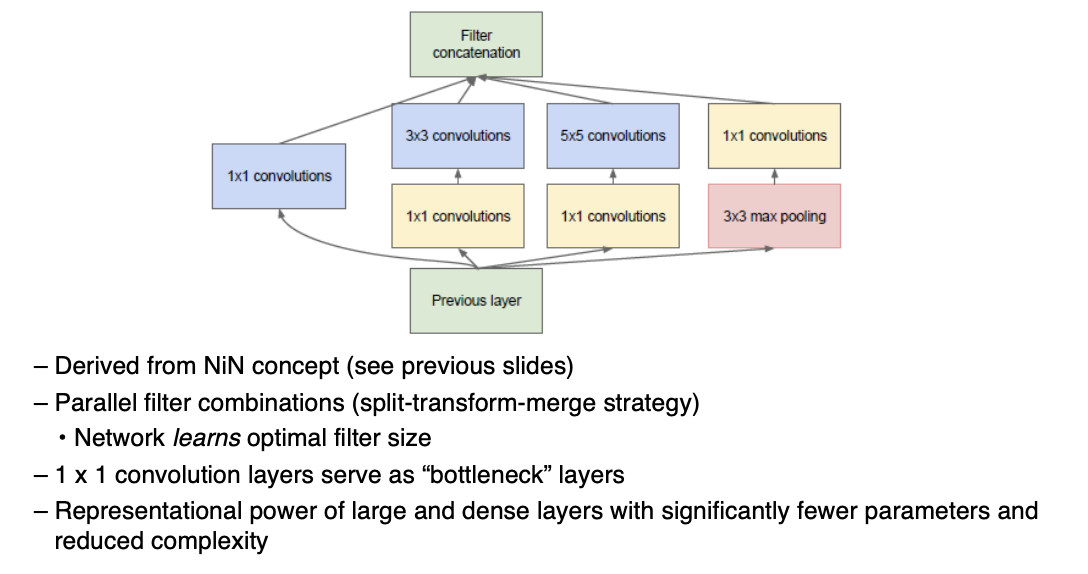 Filter
concatenation
3x3 convolutions
5x5 convolutions
1x1 convolutions
1x1 convolutions
1x1 convolutions
1x1 convolutions
3x3 max pooling
Previous layer
– Derived from NiN concept (see previous slides)
– Parallel filter combinations (split-transform-merge strategy)
• Network learns optimal filter size
– 1 x 1 convolution layers serve as “bottleneck” layers
– Representational power of large and dense layers with significantly fewer parameters and
reduced complexity